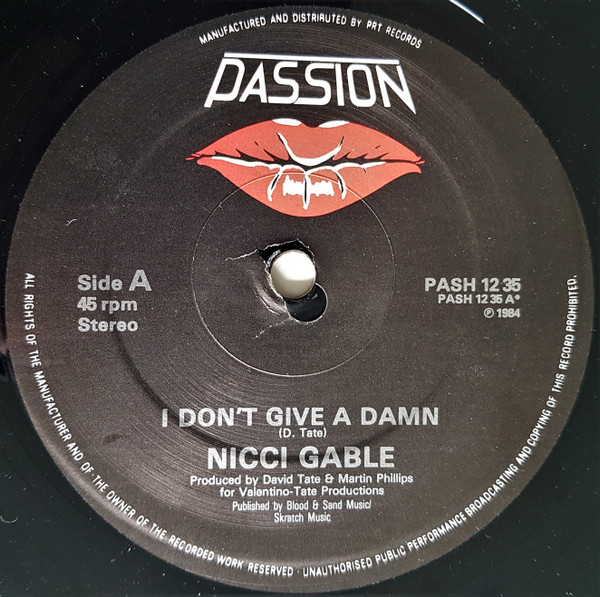 MANUFACTURED AND DISTRIBUTED BY PRT RECORDS
PASSION
Side A
45 rpm
Stereo
PASH 12 35
PASH 12 35 A*
℗ 1984
I DON'T GIVE A DAMN
(D. Tate)
NICCI GABLE
Produced by David Tate & Martin Phillips
for Valentino-Tate Productions
Published by Blood & Sand Music/
Skratch Music
ALL RIGHTS OF THE MANUFACTURER AND OF THE OWNER OF THE RECORDED WORK RESERVED · UNAUTHORISED PUBLIC PERFORMANCE BROADCASTING AND COPYING OF THIS RECORD PROHIBITED.